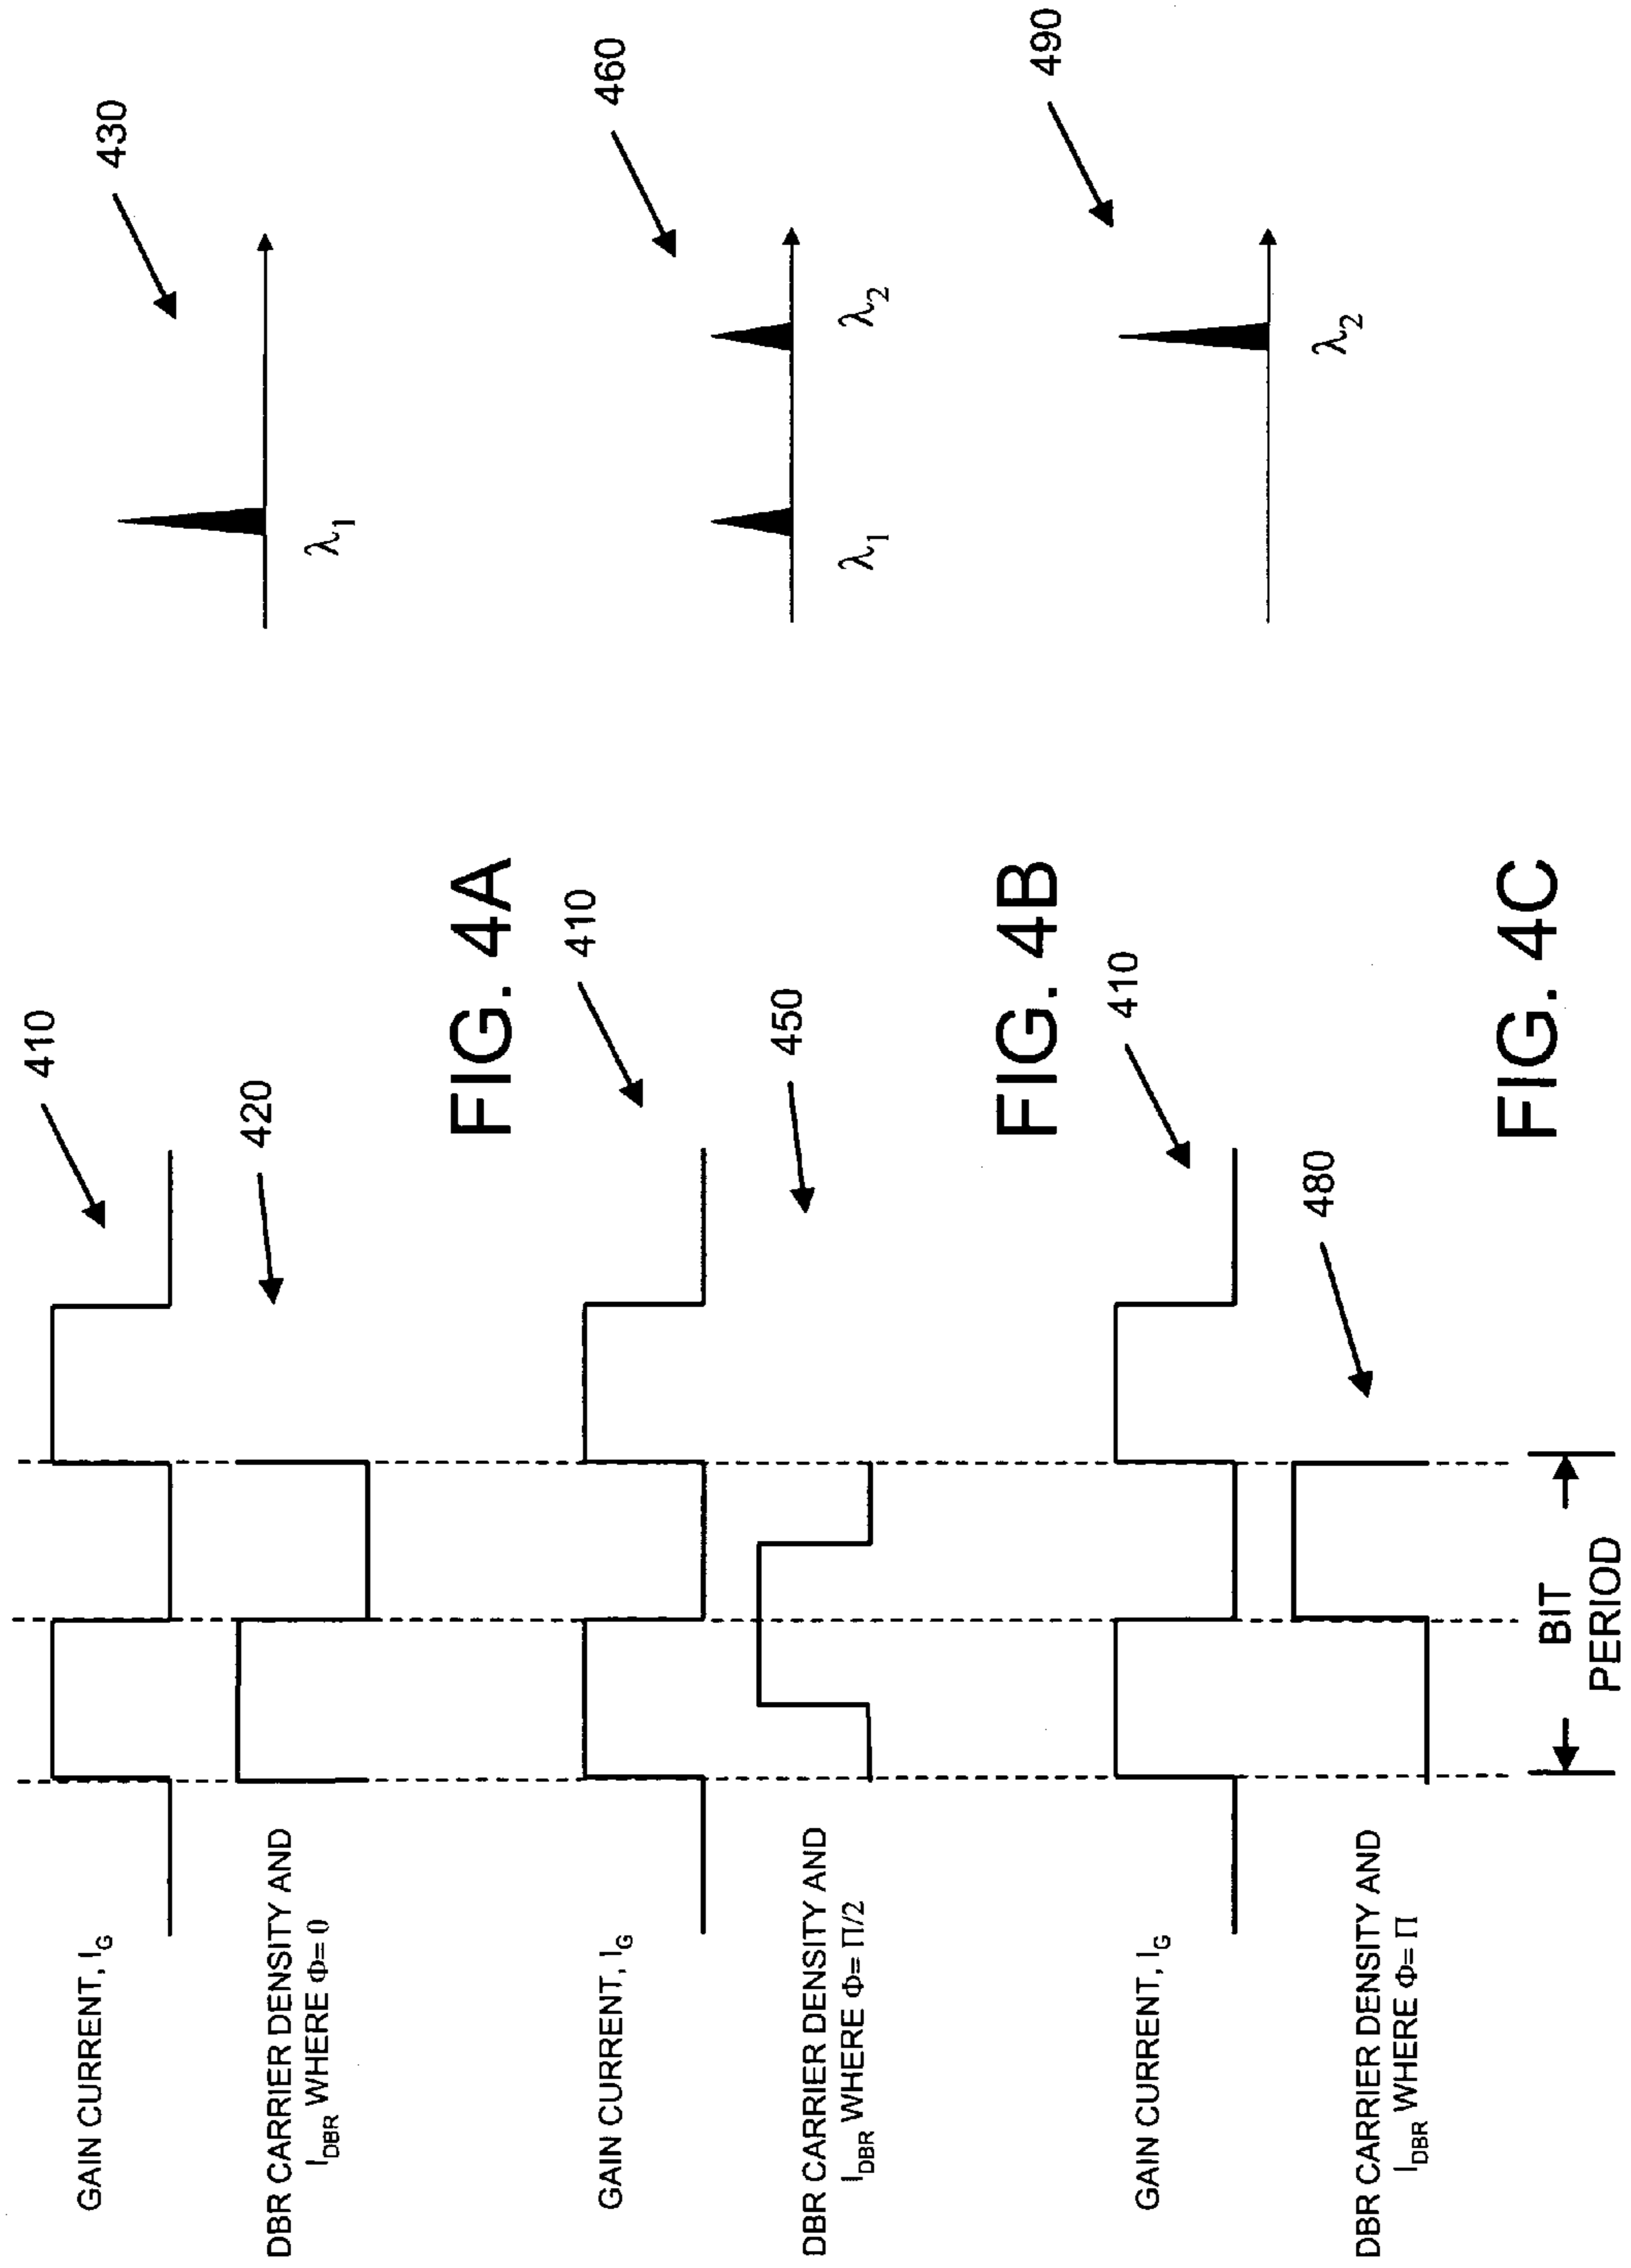 GAIN CURRENT, I_G
410
DBR CARRIER DENSITY AND
I_DBR WHERE Φ= 0
420
430
λ1
FIG. 4A
GAIN CURRENT, I_G
410
DBR CARRIER DENSITY AND
I_DBR WHERE Φ= Π/2
450
460
λ1
λ2
FIG. 4B
GAIN CURRENT, I_G
410
DBR CARRIER DENSITY AND
I_DBR WHERE Φ= Π
480
490
λ2
BIT
PERIOD
FIG. 4C